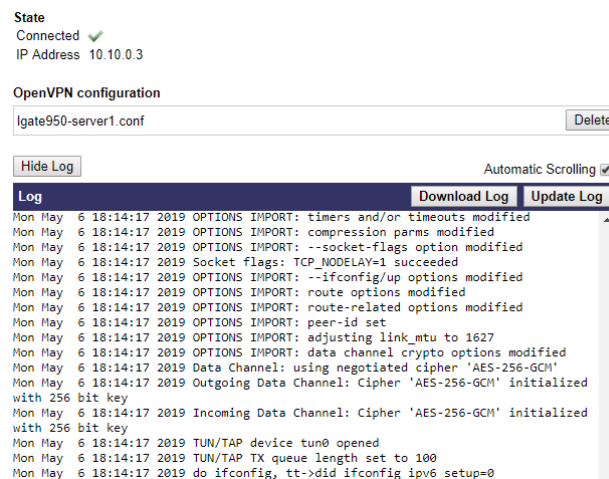 State
Connected
IP Address 10.10.0.3
OpenVPN configuration
lgate950-server1.conf
Delete
Hide Log
Automatic Scrolling
Log
Download Log
Update Log
Mon May  6 18:14:17 2019 OPTIONS IMPORT: timers and/or timeouts modified
Mon May  6 18:14:17 2019 OPTIONS IMPORT: compression parms modified
Mon May  6 18:14:17 2019 OPTIONS IMPORT: --socket-flags option modified
Mon May  6 18:14:17 2019 Socket flags: TCP_NODELAY=1 succeeded
Mon May  6 18:14:17 2019 OPTIONS IMPORT: --ifconfig/up options modified
Mon May  6 18:14:17 2019 OPTIONS IMPORT: route options modified
Mon May  6 18:14:17 2019 OPTIONS IMPORT: route-related options modified
Mon May  6 18:14:17 2019 OPTIONS IMPORT: peer-id set
Mon May  6 18:14:17 2019 OPTIONS IMPORT: adjusting link_mtu to 1627
Mon May  6 18:14:17 2019 OPTIONS IMPORT: data channel crypto options modified
Mon May  6 18:14:17 2019 Data Channel: using negotiated cipher 'AES-256-GCM'
Mon May  6 18:14:17 2019 Outgoing Data Channel: Cipher 'AES-256-GCM' initialized
with 256 bit key
Mon May  6 18:14:17 2019 Incoming Data Channel: Cipher 'AES-256-GCM' initialized
with 256 bit key
Mon May  6 18:14:17 2019 TUN/TAP device tun0 opened
Mon May  6 18:14:17 2019 TUN/TAP TX queue length set to 100
Mon May  6 18:14:17 2019 do ifconfig, tt->did ifconfig ipv6 setup=0